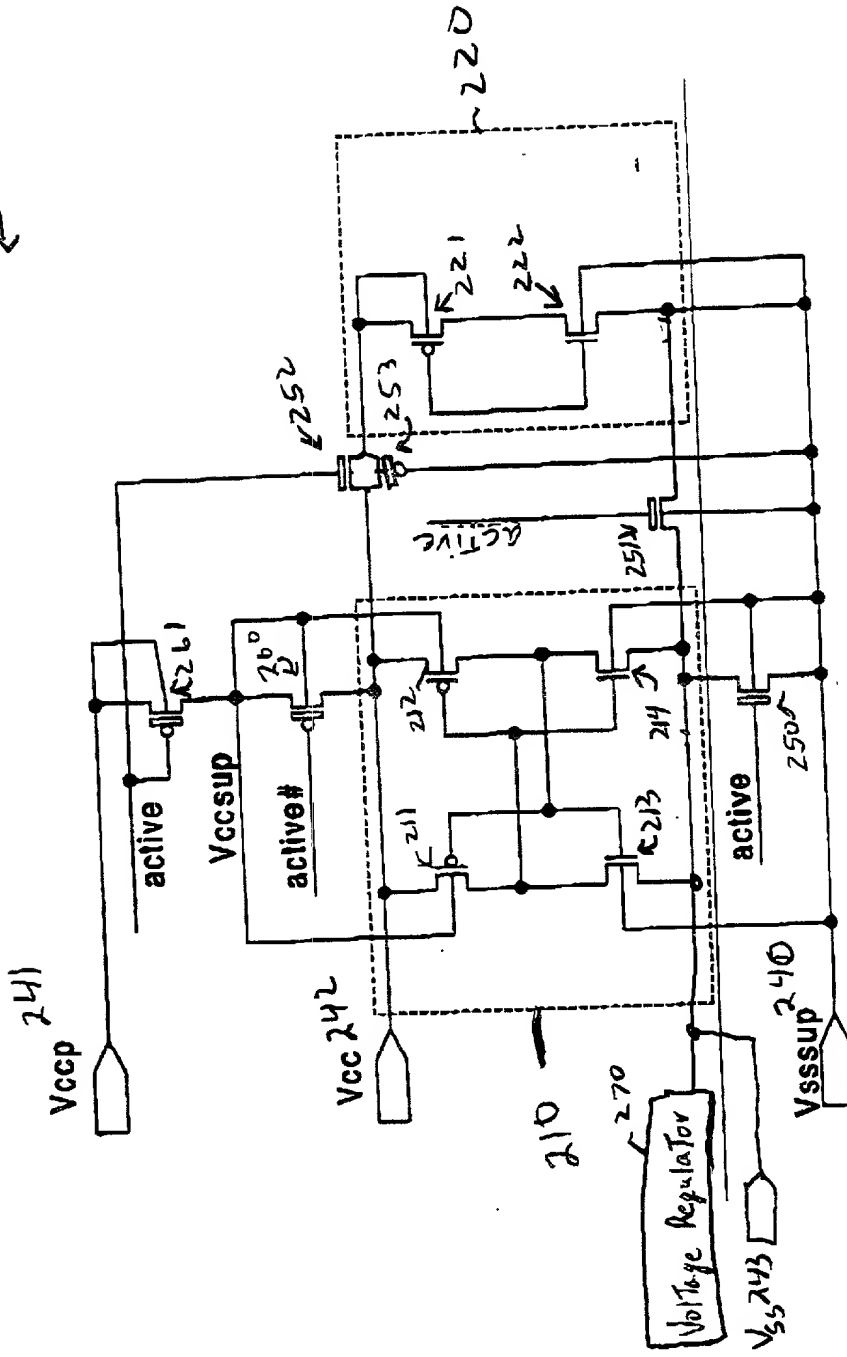 Vccp 241
active
261
Vccsup
260
active#
252
253
220
221
222
Vcc 242
211
212
active
251
213
214
210
250
active
270
Voltage Regulator
Vss 243
Vsssup 240